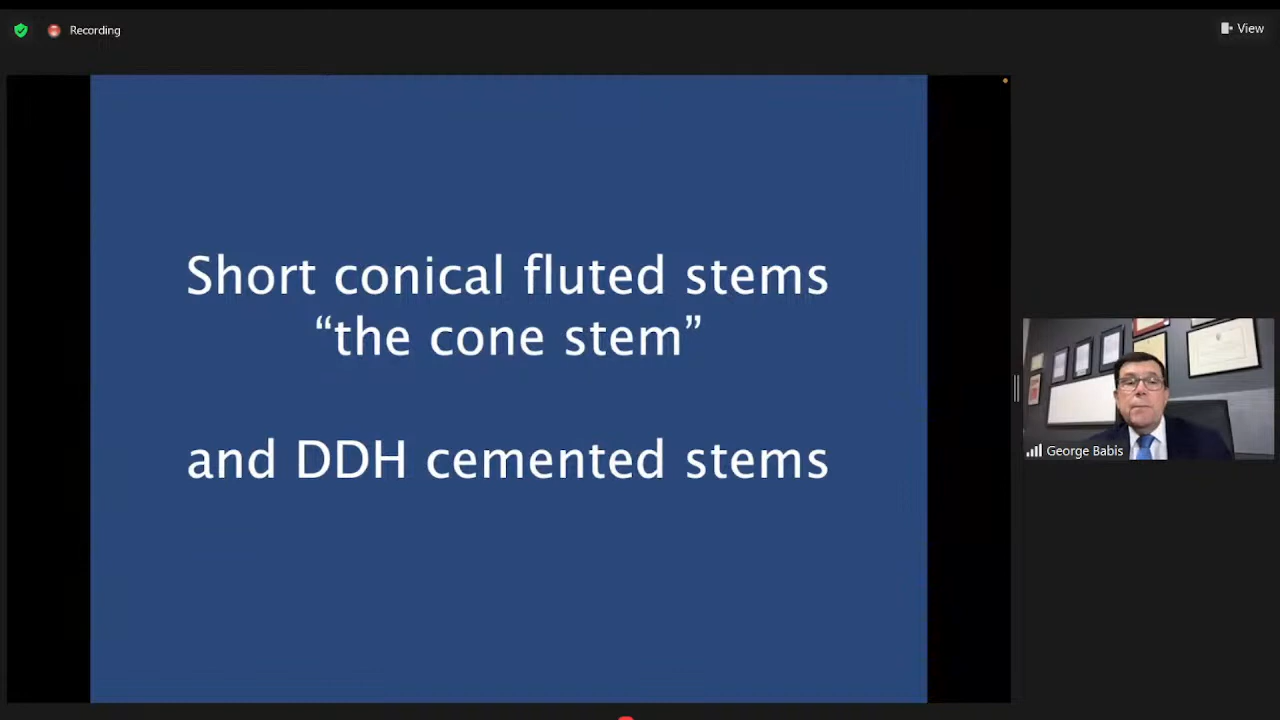 Recording
View
Short conical fluted stems
“the cone stem”
and DDH cemented stems
George Babis